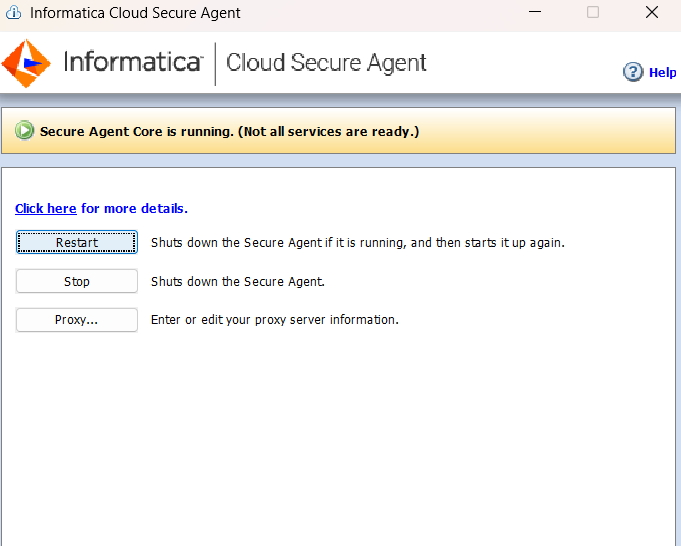 Informatica Cloud Secure Agent
Informatica Cloud Secure Agent
Help
Secure Agent Core is running. (Not all services are ready.)
Click here for more details.
Restart Shuts down the Secure Agent if it is running, and then starts it up again.
Stop Shuts down the Secure Agent.
Proxy... Enter or edit your proxy server information.